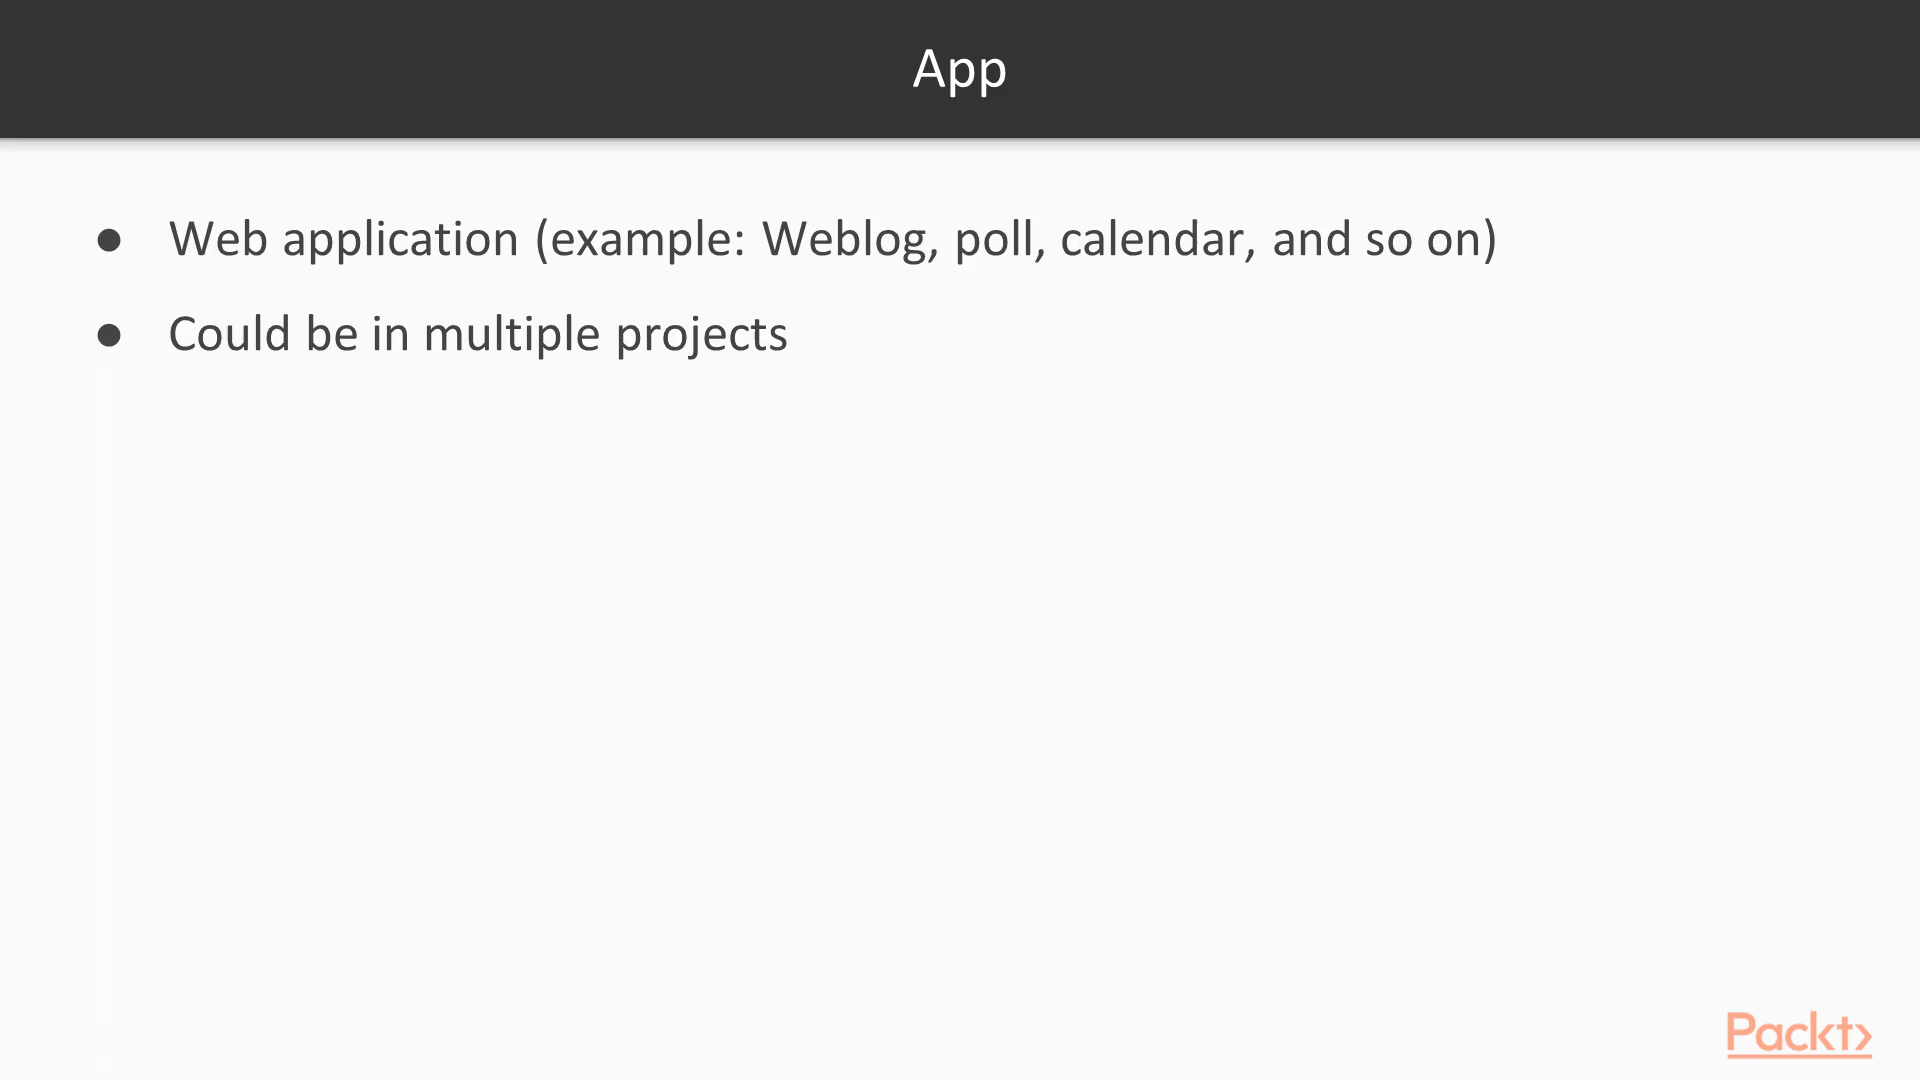 App
● Web application (example: Weblog, poll, calendar, and so on)
● Could be in multiple projects
Packt>